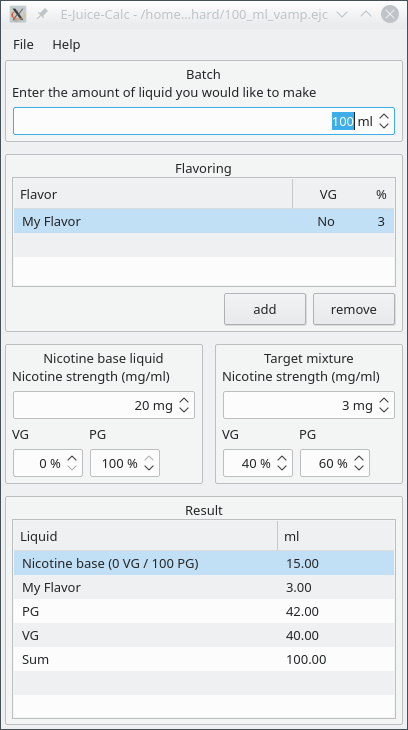 E-Juice-Calc - /home...hard/100_ml_vamp.ejc
File Help
Batch
Enter the amount of liquid you would like to make
100 ml
Flavoring
Flavor VG %
My Flavor No 3
add remove
Nicotine base liquid
Nicotine strength (mg/ml)
20 mg
VG PG
0 % 100 %
Target mixture
Nicotine strength (mg/ml)
3 mg
VG PG
40 % 60 %
Result
Liquid ml
Nicotine base (0 VG / 100 PG) 15.00
My Flavor 3.00
PG 42.00
VG 40.00
Sum 100.00